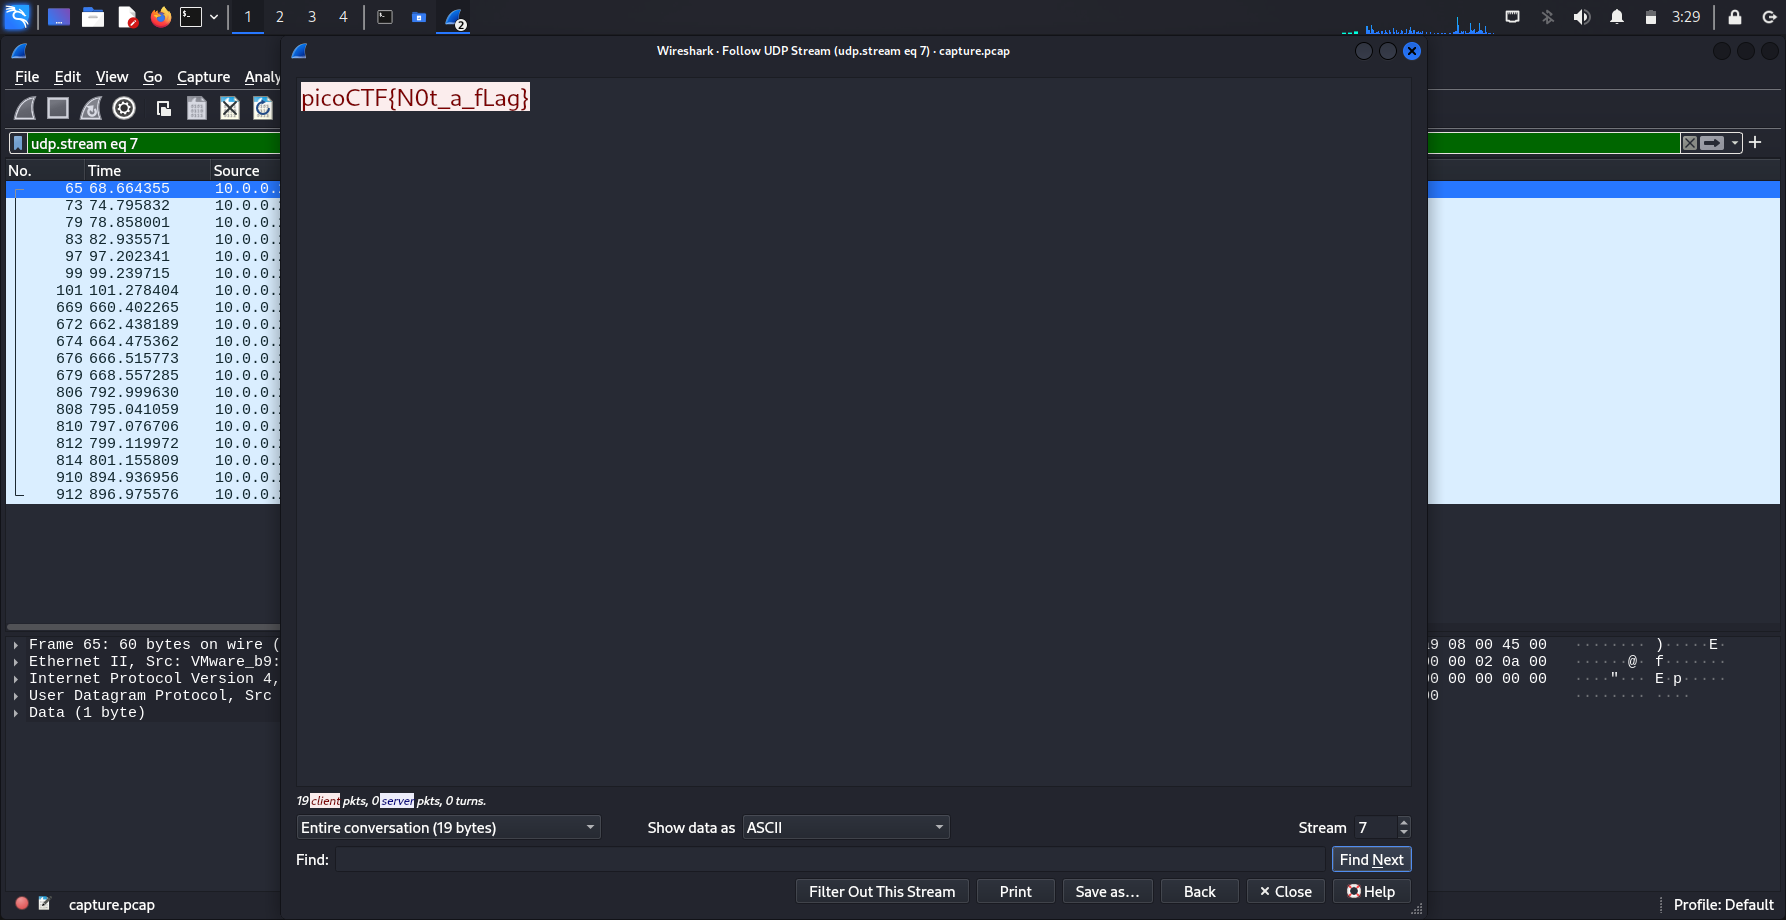 1 2 3 4 2 3:29
Wireshark · Follow UDP Stream (udp.stream eq 7) · capture.pcap
File Edit View Go Capture Analy
picoCTF{N0t_a_fLag}
udp.stream eq 7
No. Time Source
65 68.664355 10.0.0.
73 74.795832 10.0.0.
79 78.858001 10.0.0.
83 82.935571 10.0.0.
97 97.202341 10.0.0.
99 99.239715 10.0.0.
101 101.278404 10.0.0.
669 660.402265 10.0.0.
672 662.438189 10.0.0.
674 664.475362 10.0.0.
676 666.515773 10.0.0.
679 668.557285 10.0.0.
806 792.999630 10.0.0.
808 795.041059 10.0.0.
810 797.076706 10.0.0.
812 799.119972 10.0.0.
814 801.155809 10.0.0.
910 894.936956 10.0.0.
912 896.975576 10.0.0.
Frame 65: 60 bytes on wire (
Ethernet II, Src: VMware_b9:
Internet Protocol Version 4,
User Datagram Protocol, Src
Data (1 byte)
08 00 45 00 ········ )·····E·
00 02 0a 00 ······@· f·······
00 00 00 00 ····"··· E·p·····
········ ····
19 client pkts, 0 server pkts, 0 turns.
Entire conversation (19 bytes) Show data as ASCII Stream 7
Find: Find Next
Filter Out This Stream Print Save as… Back × Close Help
capture.pcap Profile: Default